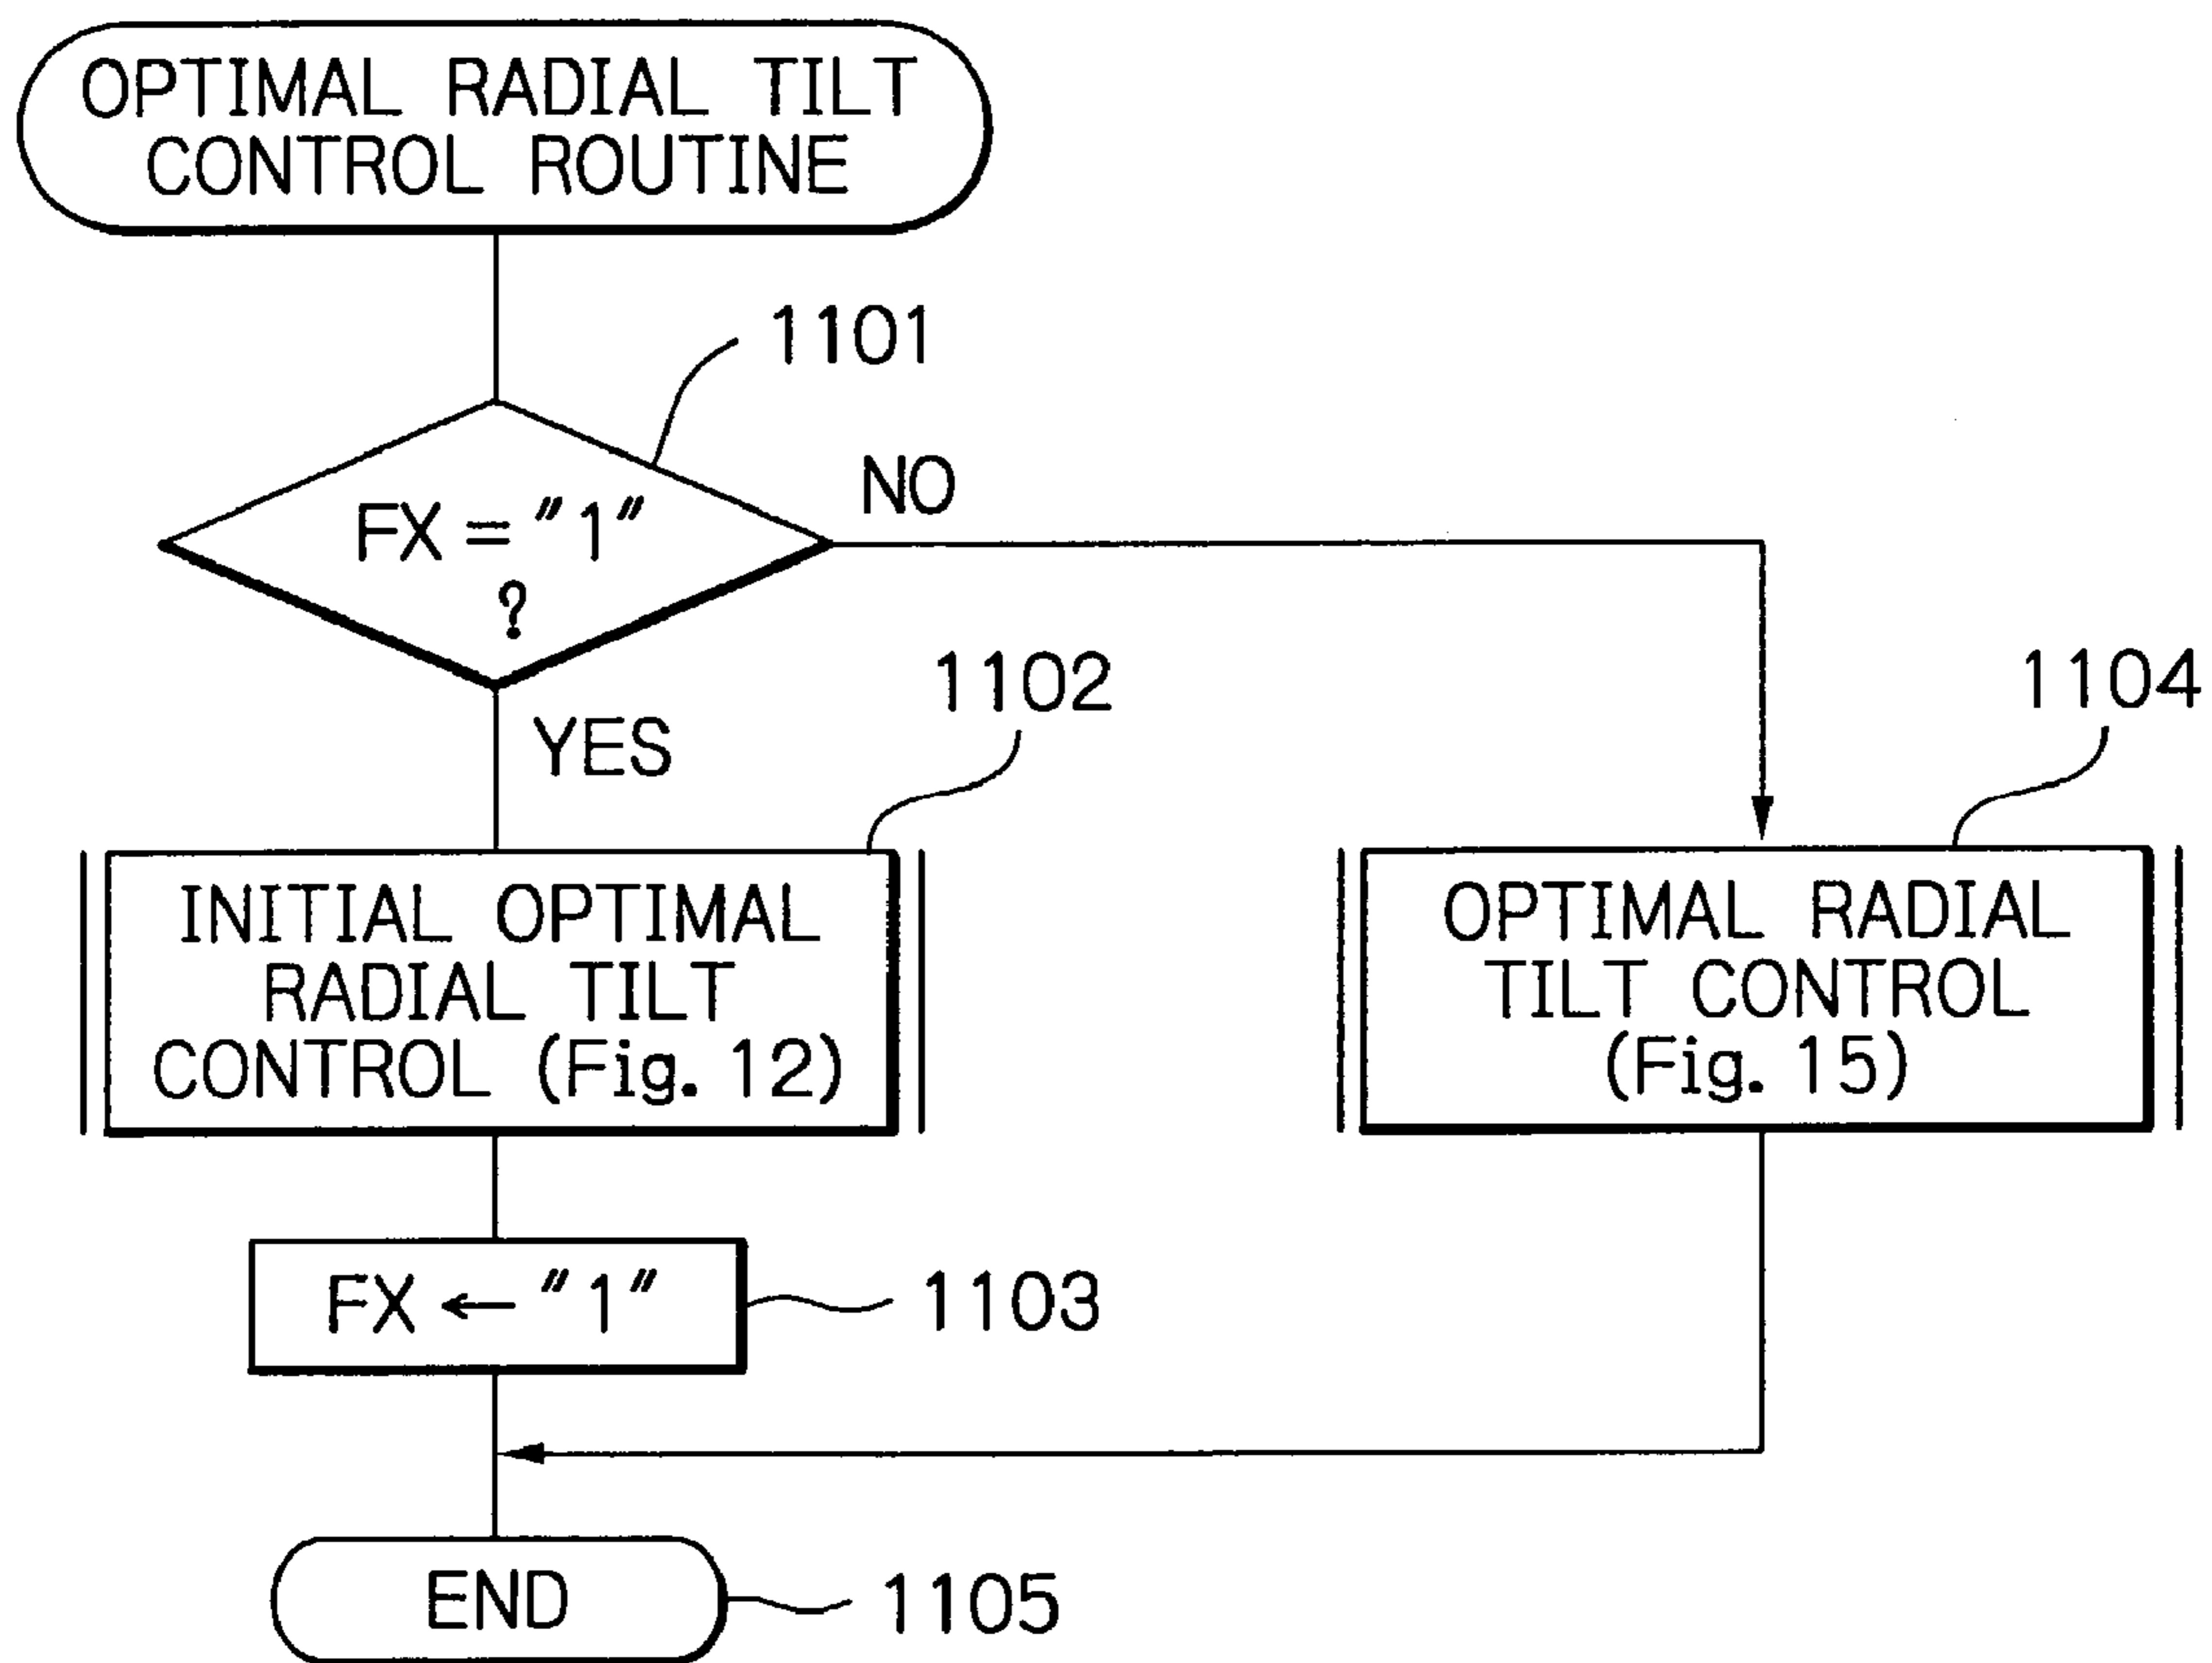 OPTIMAL RADIAL TILT
CONTROL ROUTINE
1101
FX = "1"
?
NO
YES
1102
INITIAL OPTIMAL
RADIAL TILT
CONTROL (Fig. 12)
1104
OPTIMAL RADIAL
TILT CONTROL
(Fig. 15)
FX ← "1"
1103
END
1105